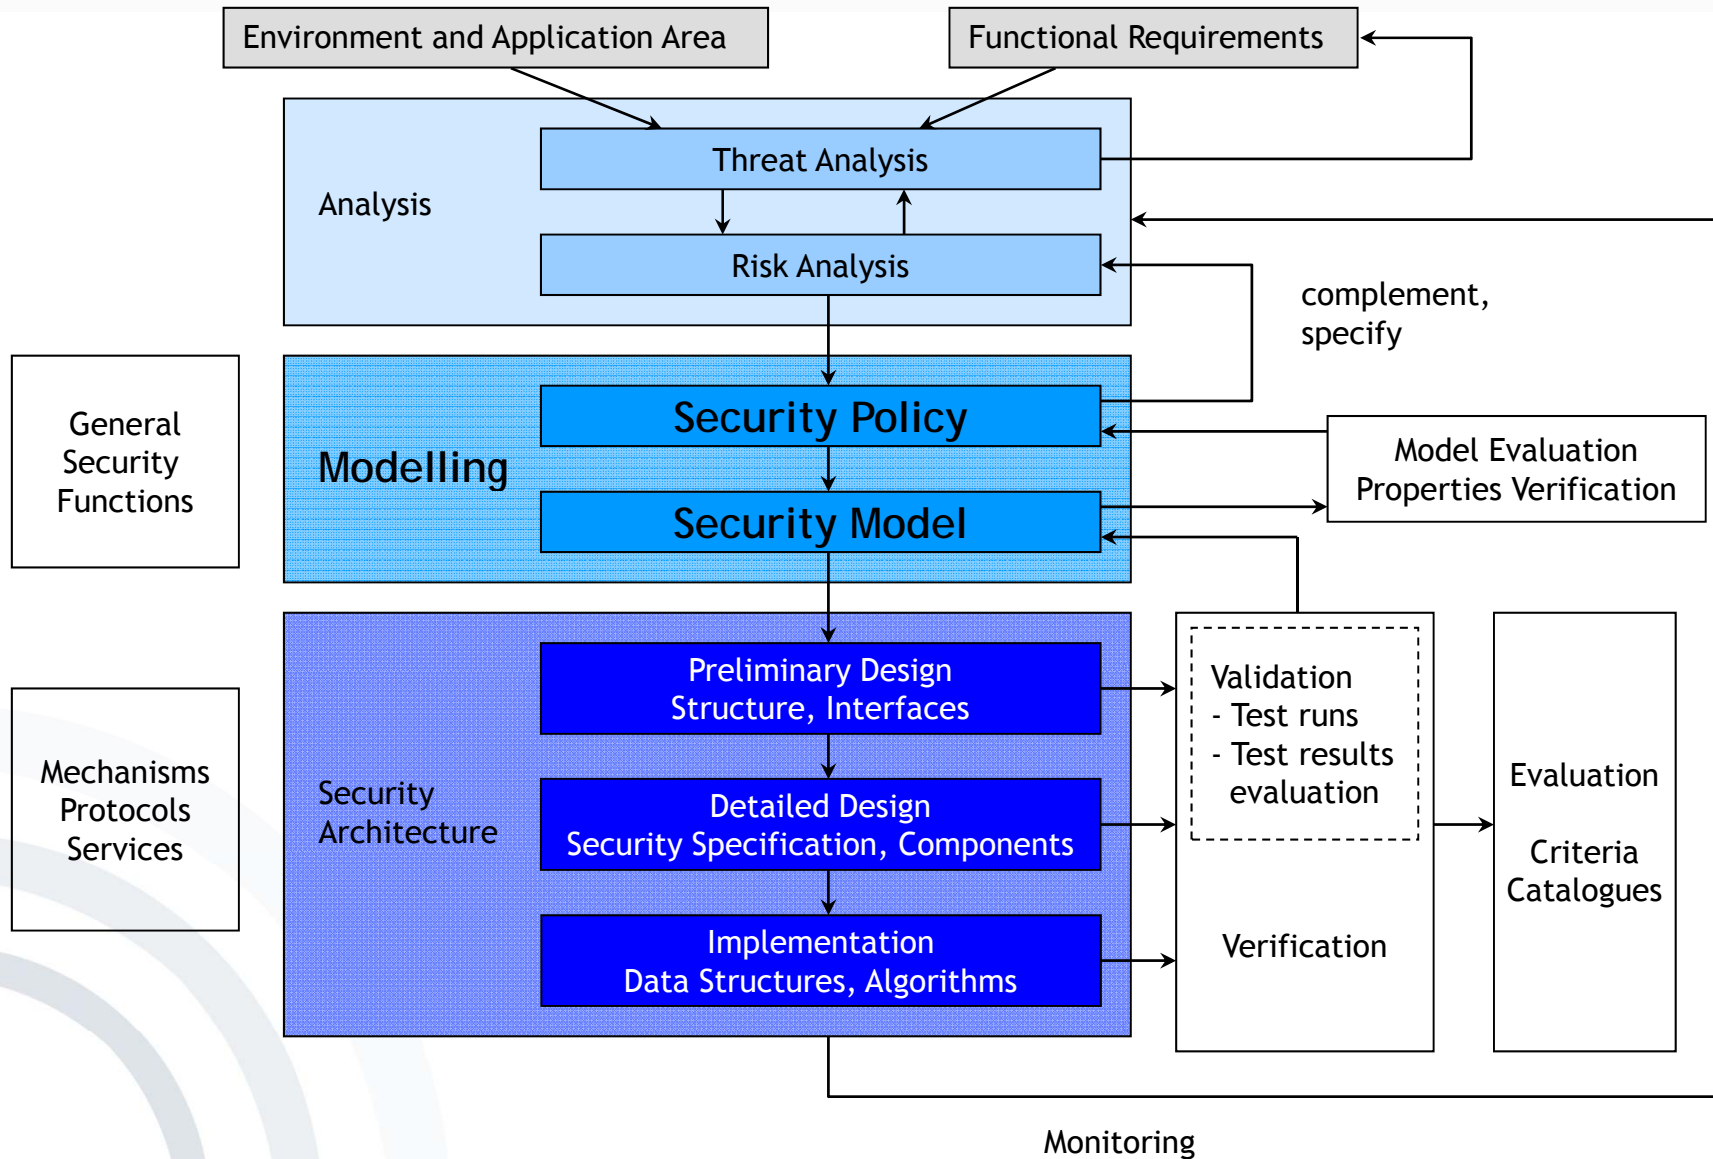 Environment and Application Area
Functional Requirements
Threat Analysis
Analysis
Risk Analysis
complement,
specify
General
Security
Functions
Security Policy
Modelling
Security Model
Model Evaluation
Properties Verification
Preliminary Design
Structure, Interfaces
Validation
- Test runs
- Test results
evaluation
Mechanisms
Protocols
Services
Security
Architecture
Detailed Design
Security Specification, Components
Evaluation
Criteria
Catalogues
Implementation
Data Structures, Algorithms
Verification
Monitoring